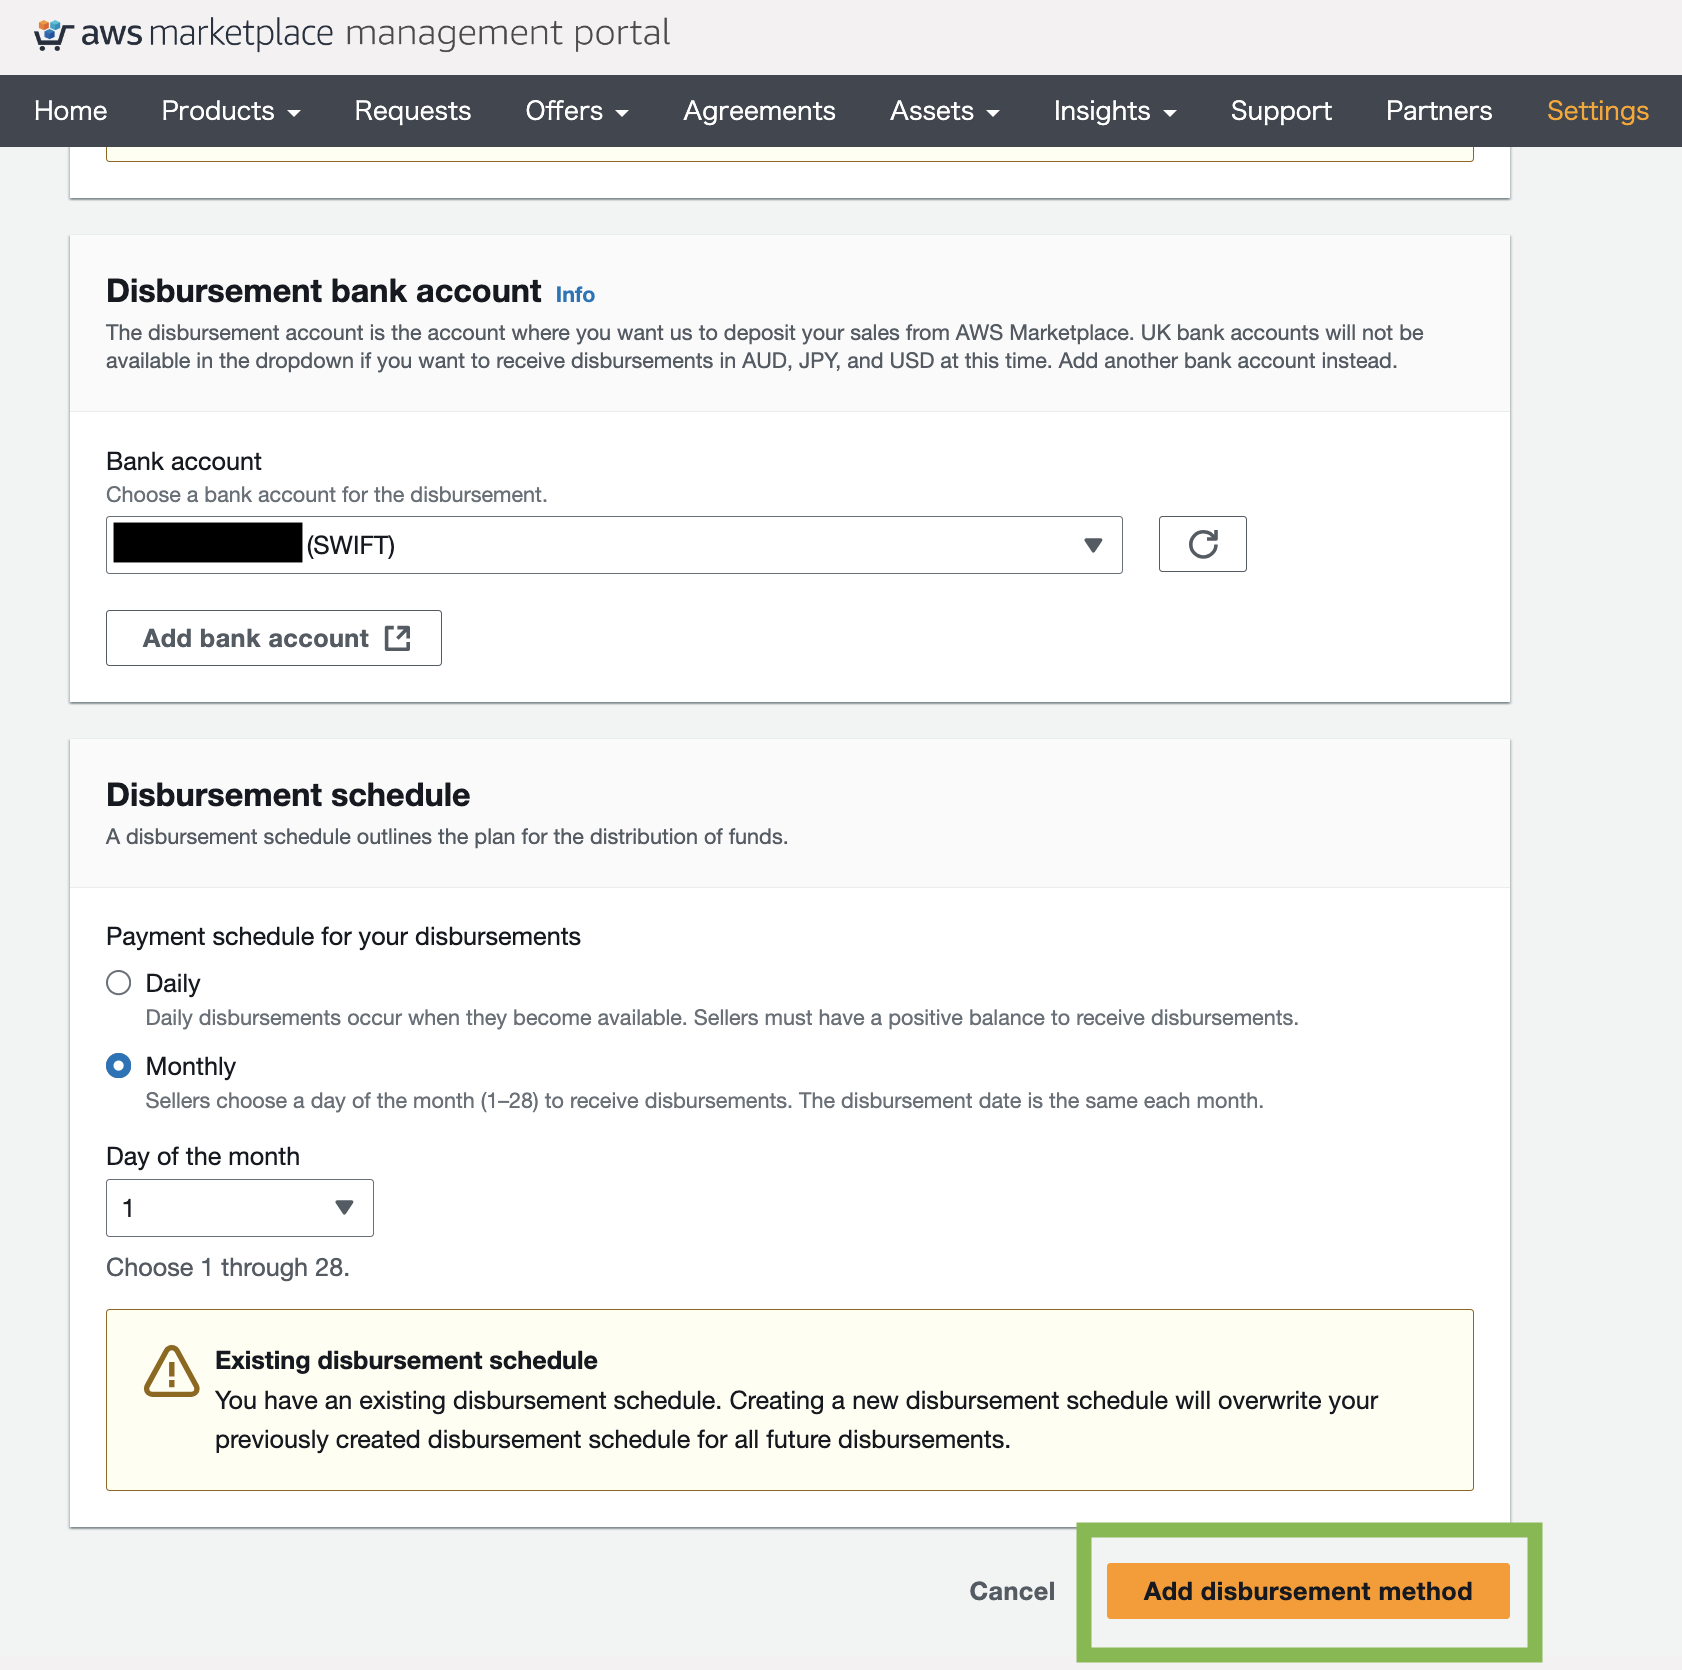 aws marketplace management portal
Home Products Requests Offers Agreements Assets Insights Support Partners Settings
Disbursement bank account Info
The disbursement account is the account where you want us to deposit your sales from AWS Marketplace. UK bank accounts will not be
available in the dropdown if you want to receive disbursements in AUD, JPY, and USD at this time. Add another bank account instead.
Bank account
Choose a bank account for the disbursement.
(SWIFT)
Add bank account
Disbursement schedule
A disbursement schedule outlines the plan for the distribution of funds.
Payment schedule for your disbursements
Daily
Daily disbursements occur when they become available. Sellers must have a positive balance to receive disbursements.
Monthly
Sellers choose a day of the month (1–28) to receive disbursements. The disbursement date is the same each month.
Day of the month
1
Choose 1 through 28.
Existing disbursement schedule
You have an existing disbursement schedule. Creating a new disbursement schedule will overwrite your
previously created disbursement schedule for all future disbursements.
Cancel Add disbursement method